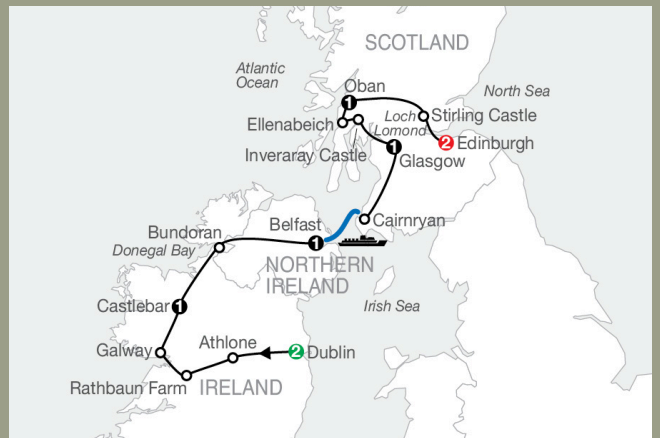 SCOTLAND
Atlantic
Ocean
North Sea
Oban
1
Loch
Lomond
Stirling Castle
Ellenabeich
2 Edinburgh
Inveraray Castle
1
Glasgow
Cairnryan
Belfast
1
Bundoran
Donegal Bay
NORTHERN
IRELAND
Irish Sea
Castlebar 1
Galway
Athlone
2 Dublin
Rathbaun Farm
IRELAND